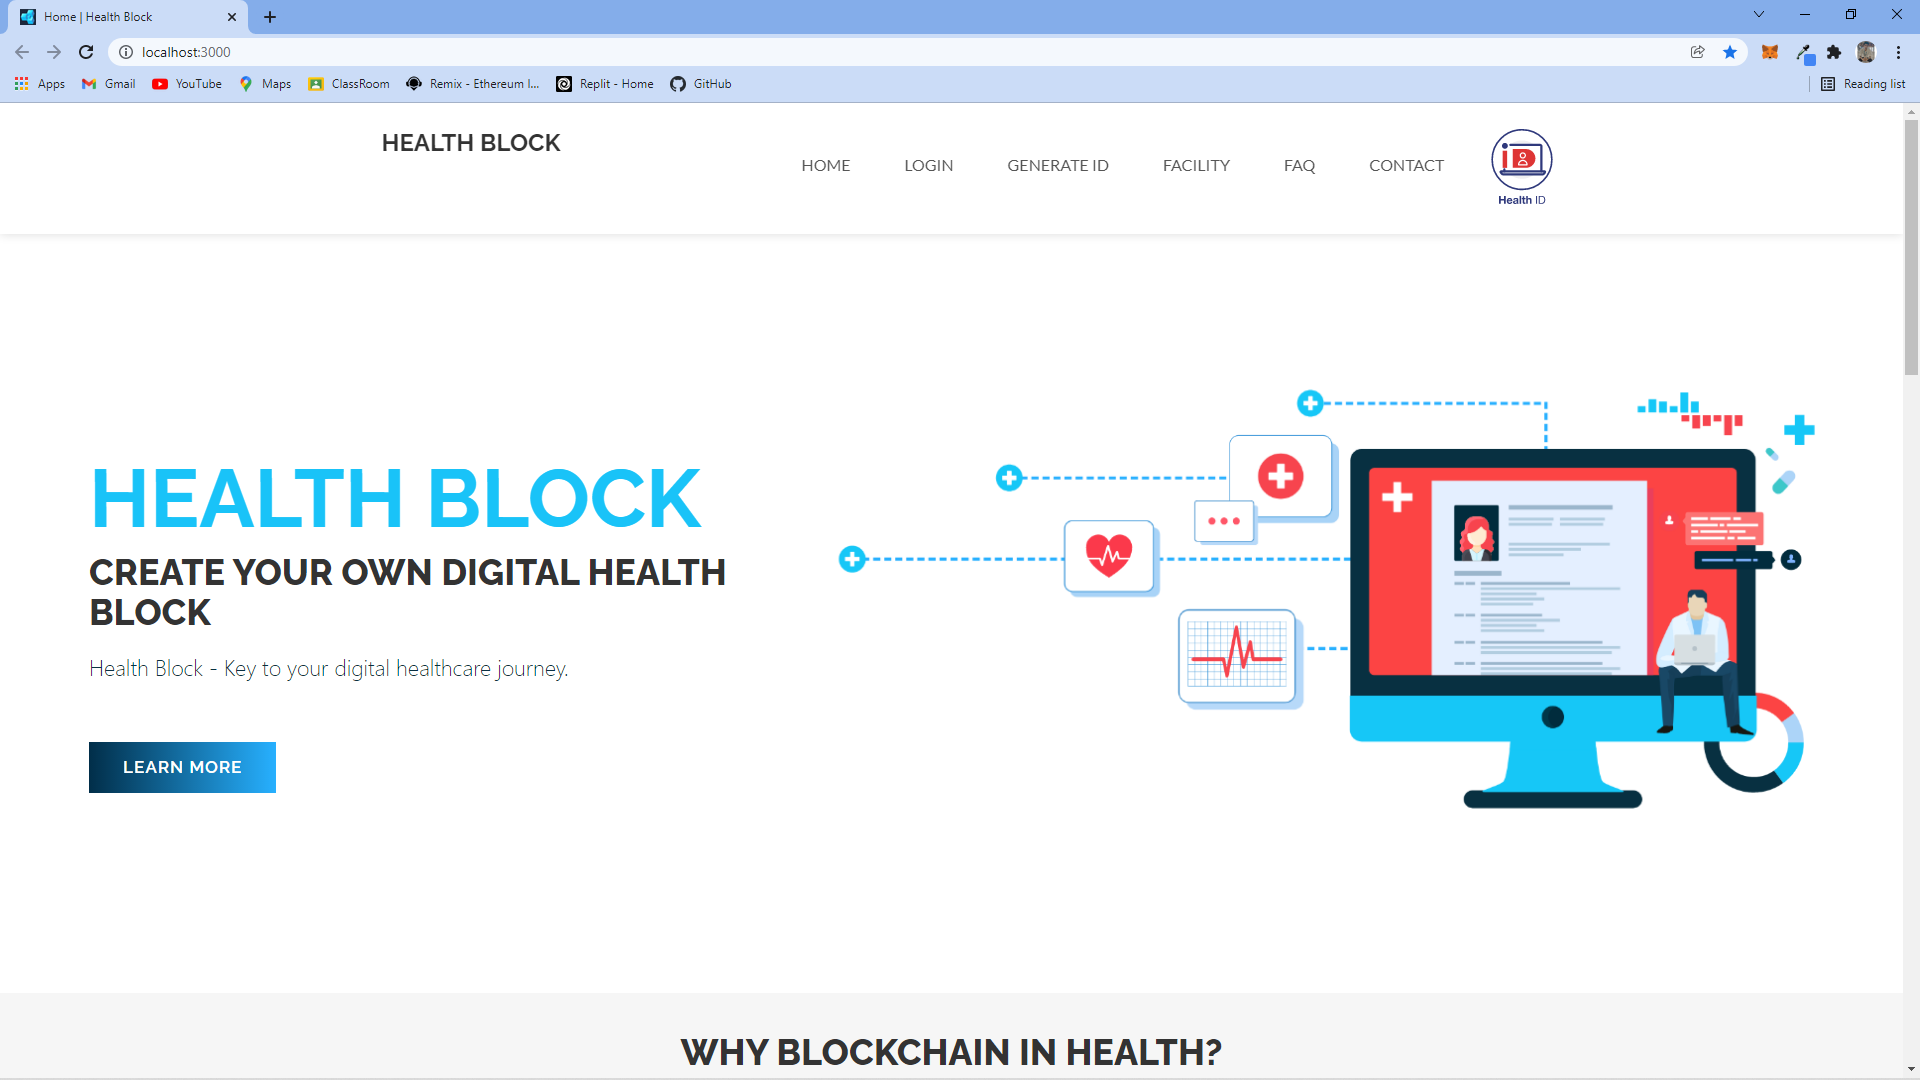 Home | Health Block
localhost:3000
Apps
Gmail
YouTube
Maps
ClassRoom
Remix - Ethereum I...
Replit - Home
GitHub
Reading list
HEALTH BLOCK
HOME
LOGIN
GENERATE ID
FACILITY
FAQ
CONTACT
iD
Health ID
HEALTH BLOCK
CREATE YOUR OWN DIGITAL HEALTH
BLOCK
Health Block - Key to your digital healthcare journey.
LEARN MORE
WHY BLOCKCHAIN IN HEALTH?